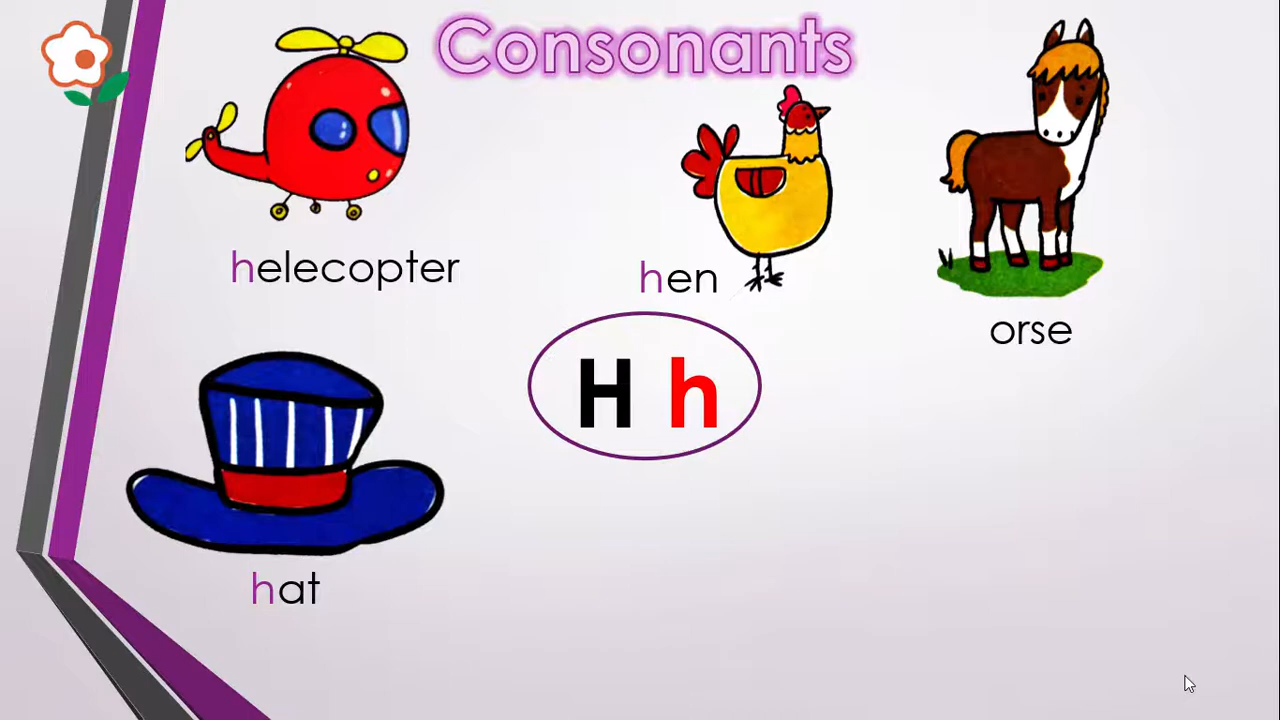 Consonants
helecopter
hen
orse
H h
hat